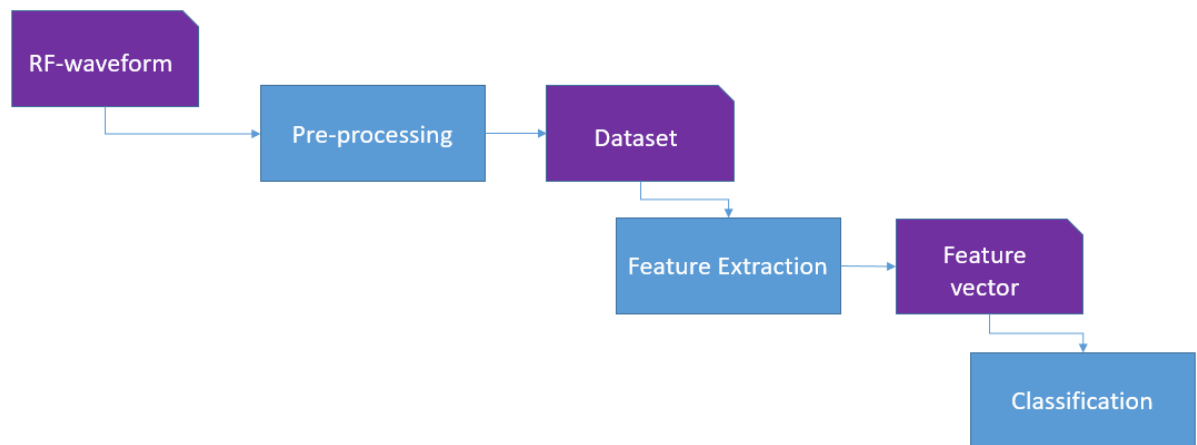 RF-waveform
Pre-processing
Dataset
Feature Extraction
Feature
vector
Classification